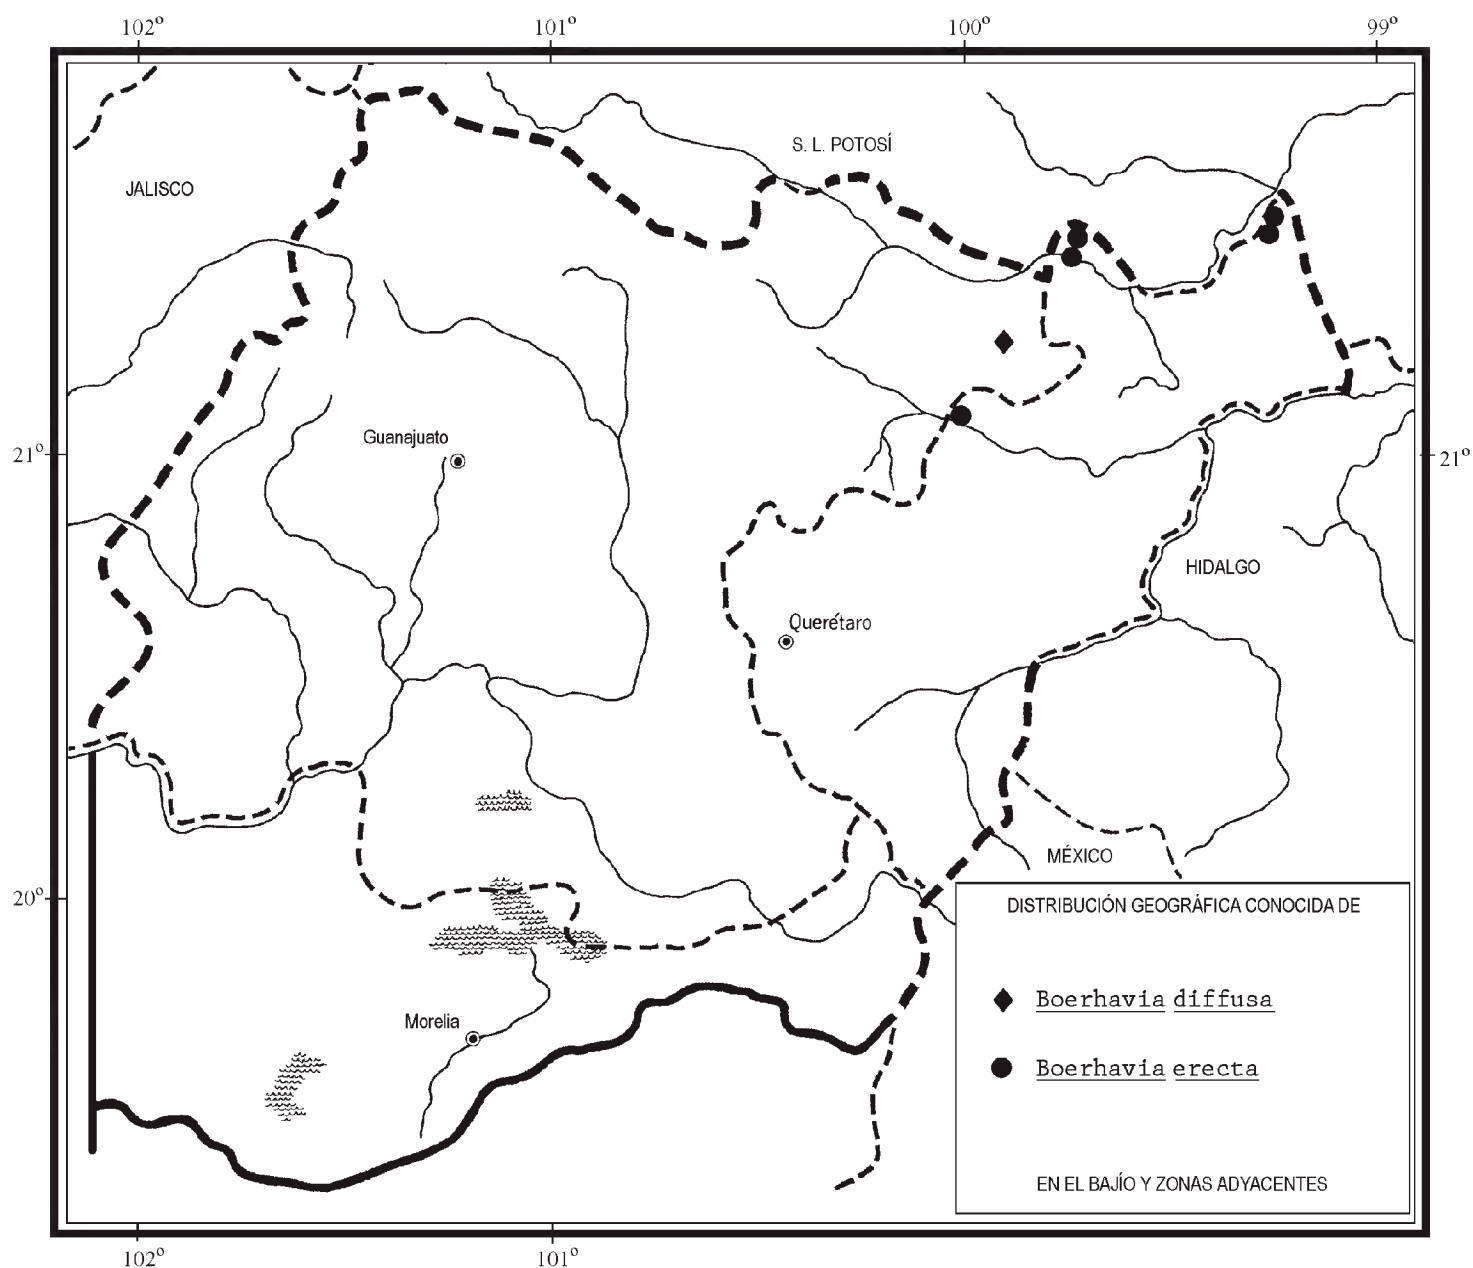 102º 101º 100º 99º
S. L. POTOSÍ
JALISCO
Guanajuato
21º 21º
HIDALGO
Querétaro
MÉXICO
20º
DISTRIBUCIÓN GEOGRÁFICA CONOCIDA DE
Boerhavia diffusa
Morelia
Boerhavia erecta
EN EL BAJÍO Y ZONAS ADYACENTES
102º 101º